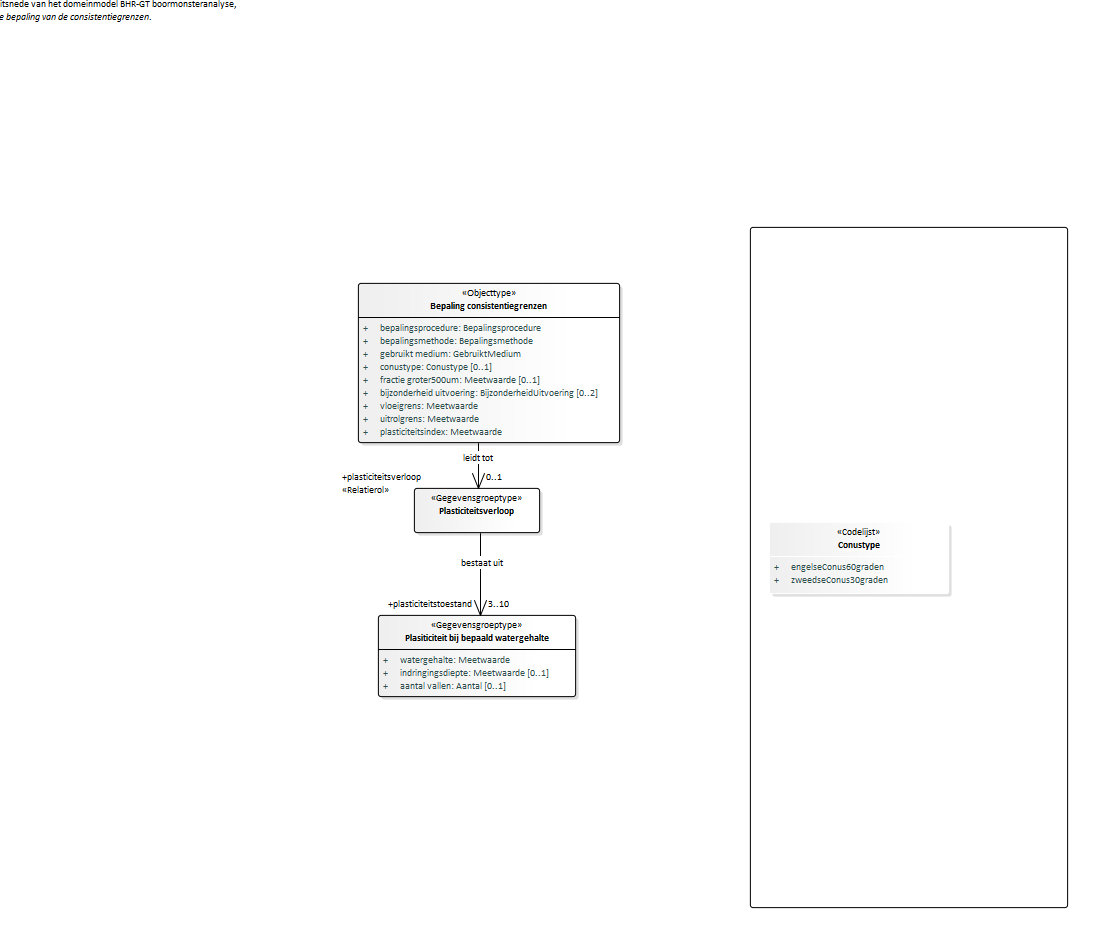 itsnede van het domeinmodel BHR-GT boormonsteranalyse,
e bepaling van de consistentiegrenzen.
«Objecttype»
Bepaling consistentiegrenzen
+ bepalingsprocedure: Bepalingsprocedure
+ bepalingsmethode: Bepalingsmethode
+ gebruikt medium: GebruiktMedium
+ conustype: Conustype [0..1]
+ fractie groter500um: Meetwaarde [0..1]
+ bijzonderheid uitvoering: BijzonderheidUitvoering [0..2]
+ vloeigrens: Meetwaarde
+ uitrolgrens: Meetwaarde
+ plasticiteitsindex: Meetwaarde
leidt tot
+plasticiteitsverloop 0..1
«Relatierol»
«Gegevensgroeptype»
Plasticiteitsverloop
bestaat uit
+plasticiteitstoestand 3..10
«Gegevensgroeptype»
Plasiticiteit bij bepaald watergehalte
+ watergehalte: Meetwaarde
+ indringingsdiepte: Meetwaarde [0..1]
+ aantal vallen: Aantal [0..1]
«Codelijst»
Conustype
+ engelseConus60graden
+ zweedseConus30graden